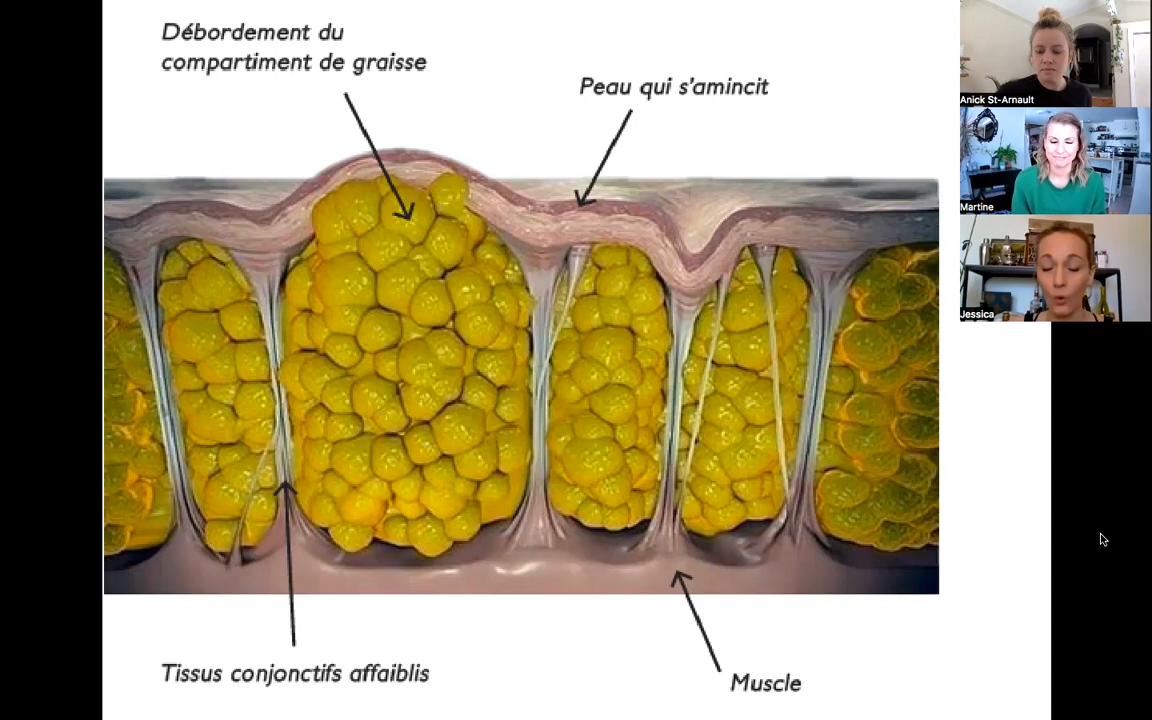 Débordement du
compartiment de graisse
Peau qui s'amincit
Anick St-Arnault
Martine
Jessica
Tissus conjonctifs affaiblis
Muscle